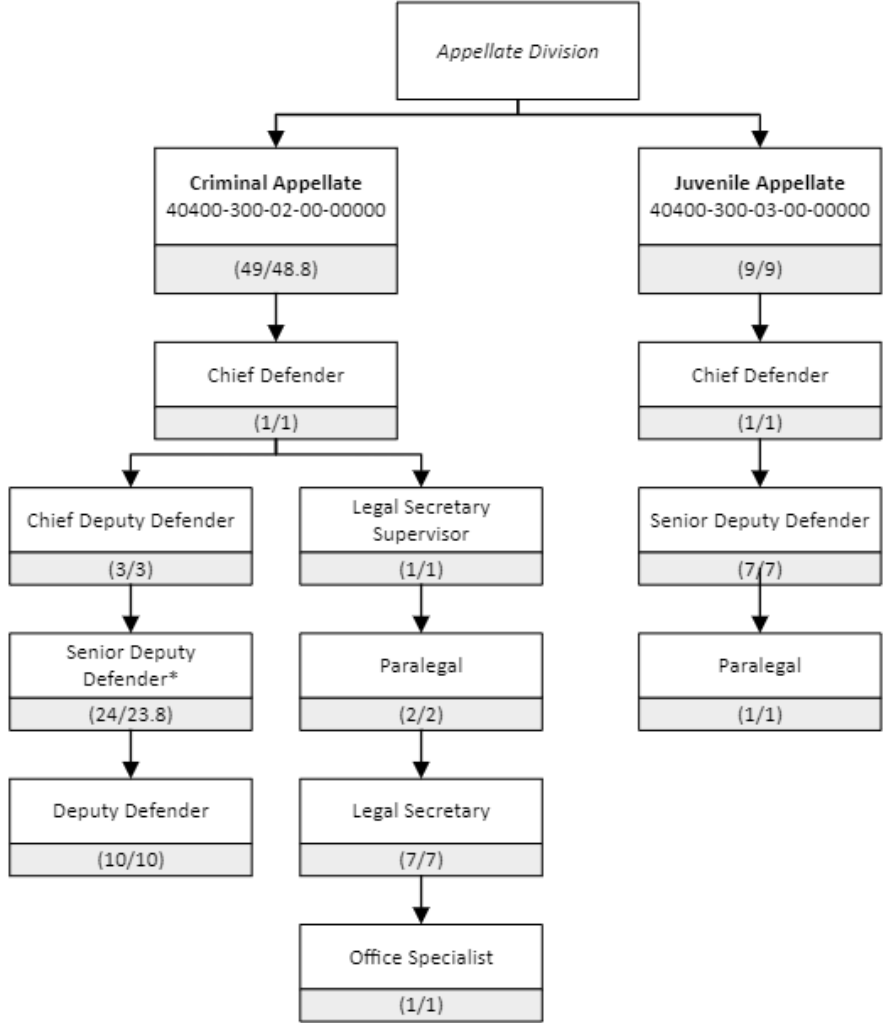 Appellate Division
Criminal Appellate
40400-300-02-00-00000
(49/48.8)
Juvenile Appellate
40400-300-03-00-00000
(9/9)
Chief Defender
(1/1)
Chief Defender
(1/1)
Chief Deputy Defender
(3/3)
Legal Secretary
Supervisor
(1/1)
Senior Deputy Defender
(7/7)
Senior Deputy
Defender*
(24/23.8)
Paralegal
(2/2)
Paralegal
(1/1)
Deputy Defender
(10/10)
Legal Secretary
(7/7)
Office Specialist
(1/1)